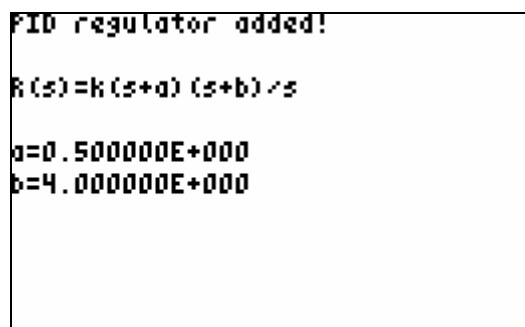 PID regulator added!
R(s)=k(s+a)(s+b)/s
a=0.500000E+000
b=4.000000E+000